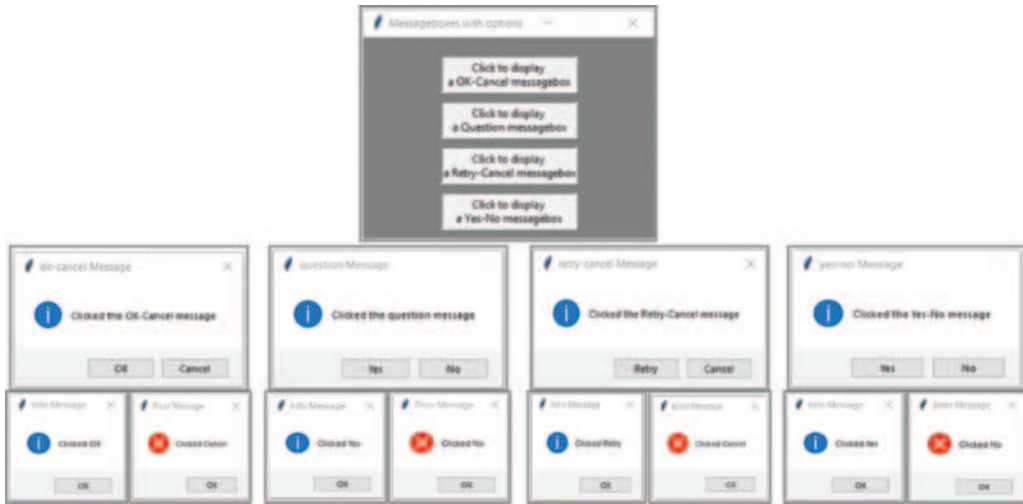 Messageboxes with options
Click to display
a OK-Cancel messagebox
Click to display
a Question messagebox
Click to display
a Retry-Cancel messagebox
Click to display
a Yes-No messagebox
ok-cancel Message
Clicked the OK-Cancel message
OK Cancel
question Message
Clicked the question message
Yes No
retry-cancel Message
Clicked the Retry-Cancel message
Retry Cancel
yes-no Message
Clicked the Yes-No message
Yes No
Info Message
Clicked OK
OK
Error Message
Clicked Cancel
OK
Info Message
Clicked Yes
OK
Error Message
Clicked No
OK
Info Message
Clicked Retry
OK
Error Message
Clicked Cancel
OK
Info Message
Clicked Yes
OK
Error Message
Clicked No
OK